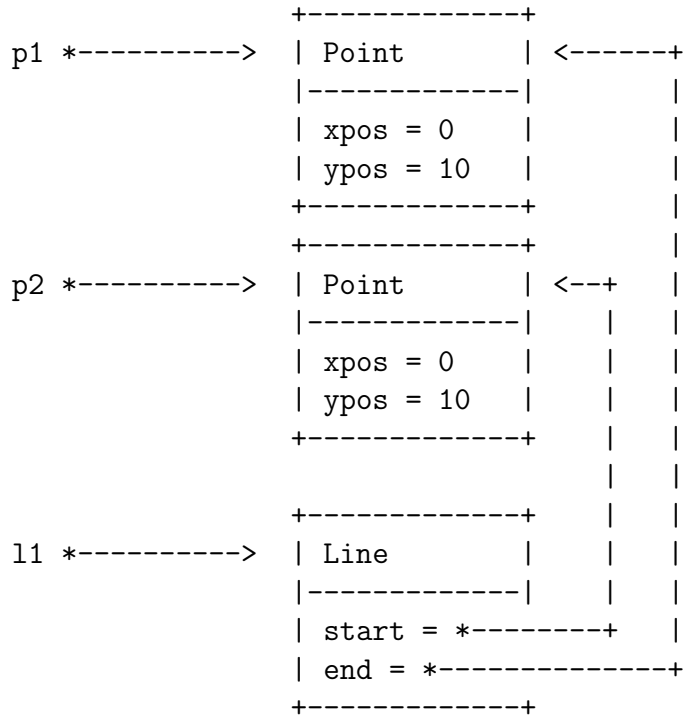 +-------------+
p1 *---------->   | Point       | <------+
                  |-------------|        |
                  | xpos = 0    |        |
                  | ypos = 10   |        |
                  +-------------+        |
                  +-------------+        |
p2 *---------->   | Point       | <--+   |
                  |-------------|    |   |
                  | xpos = 0    |    |   |
                  | ypos = 10   |    |   |
                  +-------------+    |   |
                                     |   |
                  +-------------+    |   |
l1 *---------->   | Line        |    |   |
                  |-------------|    |   |
                  | start = *--------+   |
                  | end = *--------------+
                  +-------------+